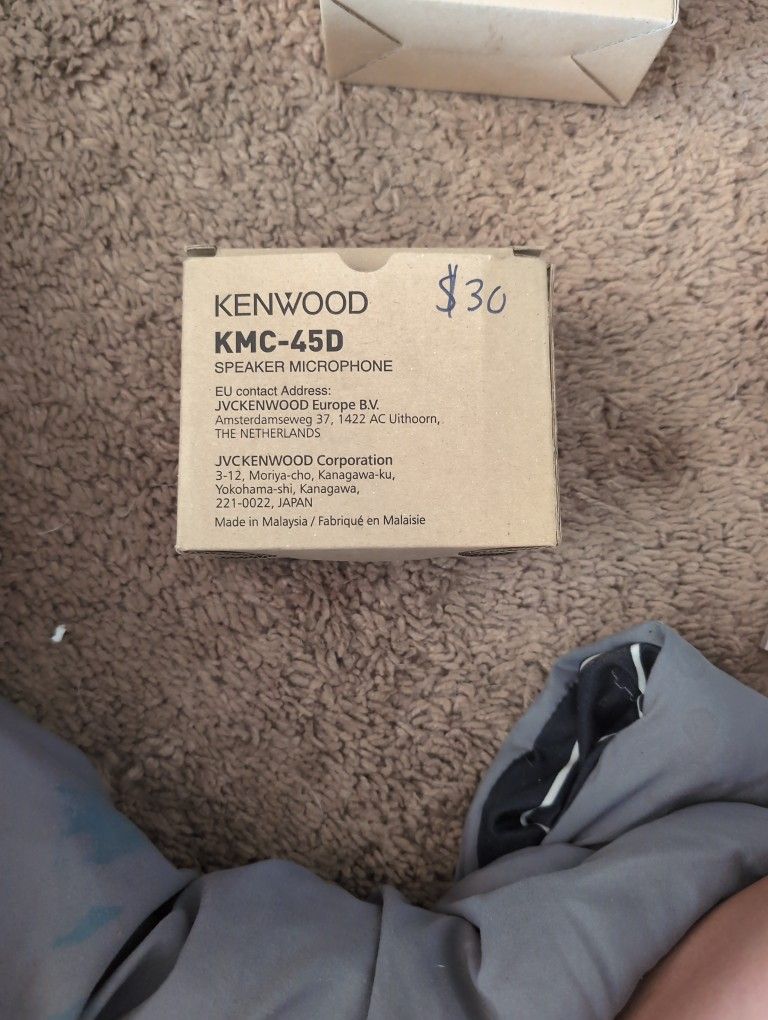 KENWOOD
$30
KMC-45D
SPEAKER MICROPHONE
EU contact Address:
JVCKENWOOD Europe B.V.
Amsterdamseweg 37, 1422 AC Uithoorn,
THE NETHERLANDS
JVCKENWOOD Corporation
3-12, Moriya-cho, Kanagawa-ku,
Yokohama-shi, Kanagawa,
221-0022, JAPAN
Made in Malaysia / Fabriqué en Malaisie